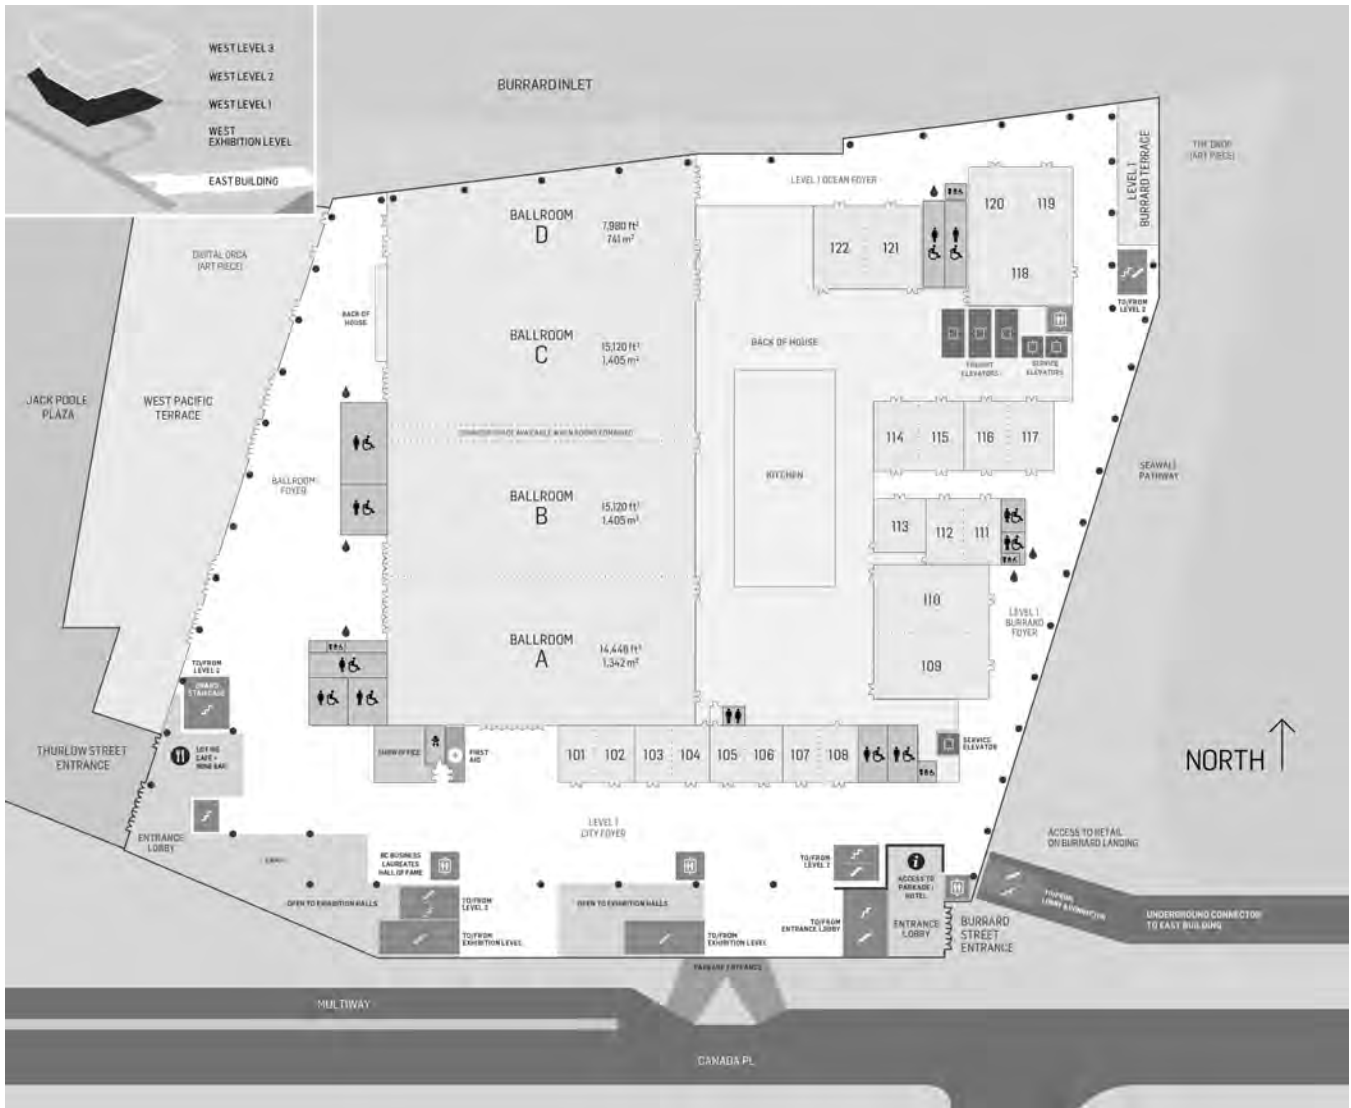 WEST LEVEL 3
WEST LEVEL 2
WEST LEVEL 1
WEST
EXHIBITION LEVEL
EAST BUILDING
BURRARD INLET
DIGITAL ORCA
(ART PIECE)
JACK POOLE
PLAZA
WEST PACIFIC
TERRACE
BACK OF
HOUSE
BALLROOM
FOYER
BALLROOM
D
7,980 ft²
741 m²
BALLROOM
C
15,120 ft²
1,405 m²
BALLROOM
B
15,120 ft²
1,405 m²
BALLROOM
A
14,448 ft²
1,342 m²
LEVEL 1 OCEAN FOYER
122
121
120
119
118
LEVEL 1
BURRARD TERRACE
(ART PIECE)
TO/FROM
LEVEL 2
BACK OF HOUSE
KITCHEN
FREIGHT
ELEVATORS
SERVICE
ELEVATORS
114
115
116
117
113
112
111
110
109
LEVEL 1
BURRARD
FOYER
SEAWALL
PATHWAY
TO/FROM
LEVEL 2
GRAND
STAIRCASE
THURLOW STREET
ENTRANCE
ENTRANCE
LOBBY
SHOW OFFICE
FIRST
AID
101
102
103
104
105
106
107
108
SERVICE
ELEVATOR
NORTH
LEVEL 1
CITY FOYER
BC BUSINESS
LAUREATES
HALL OF FAME
OPEN TO EXHIBITION HALLS
TO/FROM
LEVEL 2
TO/FROM
EXHIBITION LEVEL
OPEN TO EXHIBITION HALLS
TO/FROM
EXHIBITION LEVEL
TO/FROM
LEVEL 2
ACCESS TO
PARKADE /
HOTEL
TO/FROM
ENTRANCE LOBBY
ENTRANCE
LOBBY
BURRARD
STREET
ENTRANCE
ACCESS TO RETAIL
ON BURRARD LANDING
UNDERGROUND CONNECTOR
TO EAST BUILDING
PARKADE ENTRANCE
MULTIWAY
CANADA PL